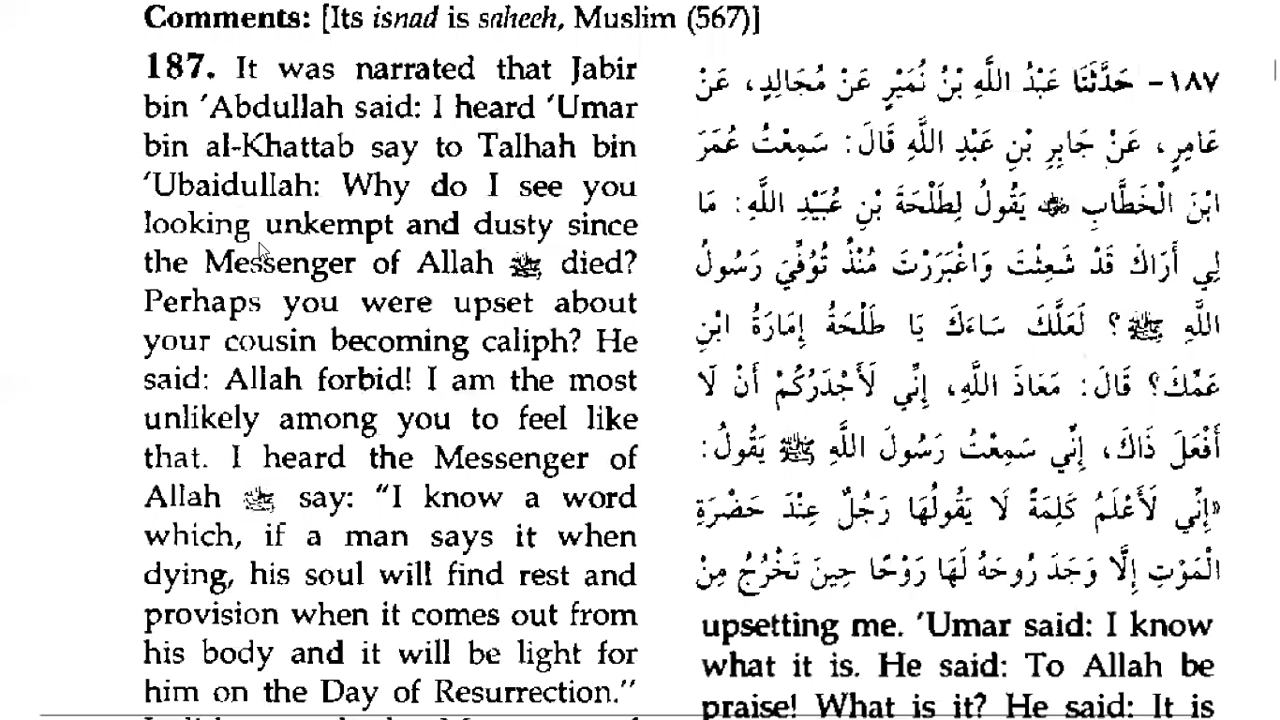 Comments: [Its isnad is saheeh, Muslim (567)]
187. It was narrated that Jabir
bin 'Abdullah said: I heard 'Umar
bin al-Khattab say to Talhah bin
'Ubaidullah: Why do I see you
looking unkempt and dusty since
the Messenger of Allah ﷺ died?
Perhaps you were upset about
your cousin becoming caliph? He
said: Allah forbid! I am the most
unlikely among you to feel like
that. I heard the Messenger of
Allah ﷺ say: "I know a word
which, if a man says it when
dying, his soul will find rest and
provision when it comes out from
his body and it will be light for
him on the Day of Resurrection."
١٨٧- حَدَّثَنَا عَبْدُ اللَّهِ بْنُ نُمَيْرٍ عَنْ مُجَالِدٍ، عَنْ
عَامِرٍ، عَنْ جَابِرِ بْنِ عَبْدِ اللَّهِ قَالَ: سَمِعْتُ عُمَرَ
ابْنَ الْخَطَّابِ ﷺ يَقُولُ لِطَلْحَةَ بْنِ عُبَيْدِ اللَّهِ: مَا
لِي أَرَاكَ قَدْ شَعِثْتَ وَاغْبَرَرْتَ مُنْذُ تُوُفِّيَ رَسُولُ
اللَّهِ ﷺ؟ لَعَلَّكَ سَاءَكَ يَا طَلْحَةُ إِمَارَةُ ابْنِ
عَمِّكَ؟ قَالَ: مَعَاذَ اللَّهِ، إِنِّي لَأَجْدَرُكُمْ أَنْ لَا
أَفْعَلَ ذَاكَ، إِنِّي سَمِعْتُ رَسُولَ اللَّهِ ﷺ يَقُولُ:
«إِنِّي لَأَعْلَمُ كَلِمَةً لَا يَقُولُهَا رَجُلٌ عِنْدَ حَضْرَةِ
الْمَوْتِ إِلَّا وَجَدَ رُوحَهُ لَهَا رَوْحًا حِينَ تَخْرُجُ مِنْ
upsetting me. 'Umar said: I know
what it is. He said: To Allah be
praise! What is it? He said: It is